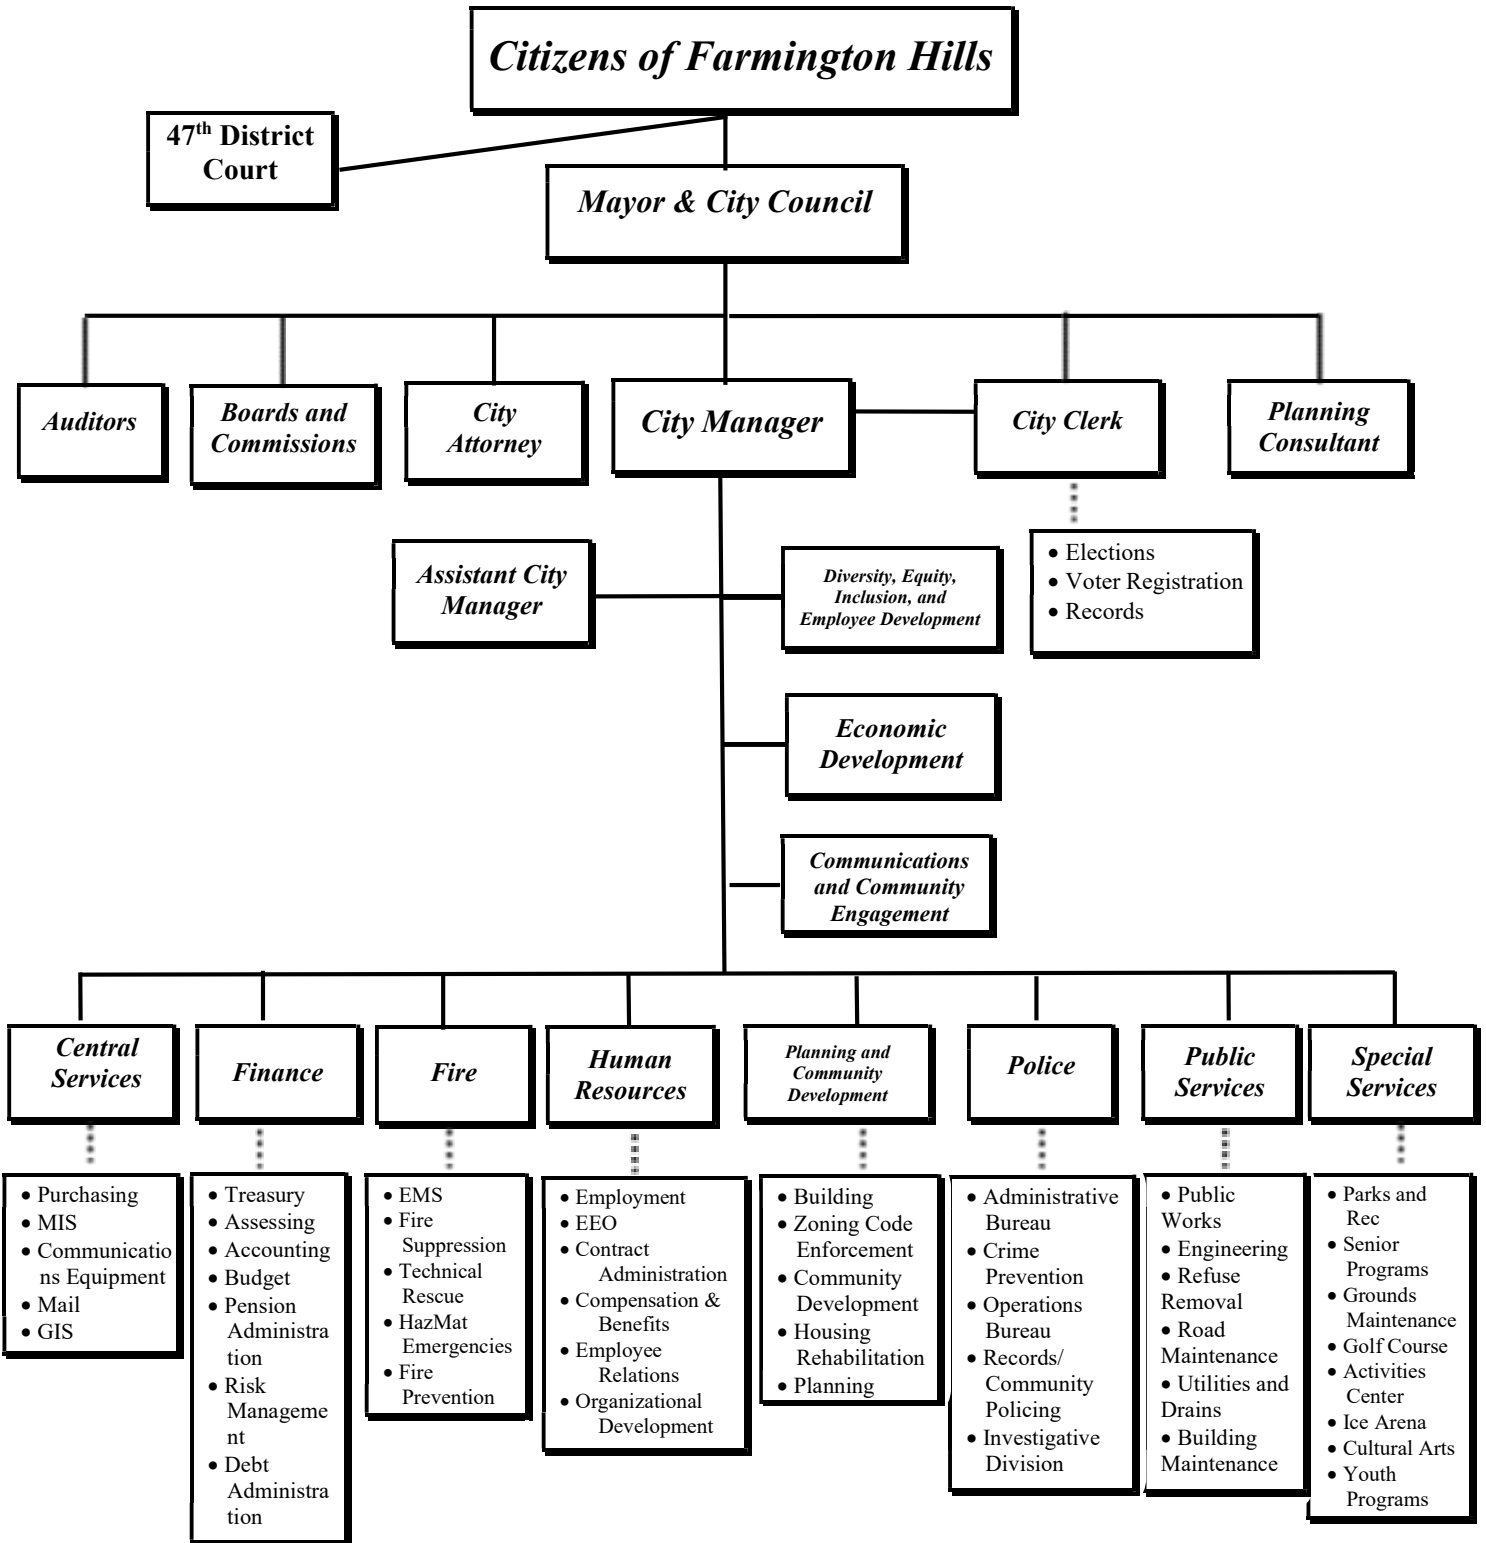 Citizens of Farmington Hills
47th District
Court
Mayor & City Council
Auditors
Boards and
Commissions
City
Attorney
City Manager
City Clerk
Planning
Consultant
• Elections
• Voter Registration
• Records
Assistant City
Manager
Diversity, Equity,
Inclusion, and
Employee Development
Economic
Development
Communications
and Community
Engagement
Central
Services
Finance
Fire
Human
Resources
Planning and
Community
Development
Police
Public
Services
Special
Services
• Purchasing
• MIS
• Communicatio
ns Equipment
• Mail
• GIS
• Treasury
• Assessing
• Accounting
• Budget
• Pension
Administra
tion
• Risk
Manageme
nt
• Debt
Administra
tion
• EMS
• Fire
Suppression
• Technical
Rescue
• HazMat
Emergencies
• Fire
Prevention
• Employment
• EEO
• Contract
Administration
• Compensation &
Benefits
• Employee
Relations
• Organizational
Development
• Building
• Zoning Code
Enforcement
• Community
Development
• Housing
Rehabilitation
• Planning
• Administrative
Bureau
• Crime
Prevention
• Operations
Bureau
• Records/
Community
Policing
• Investigative
Division
• Public
Works
• Engineering
• Refuse
Removal
• Road
Maintenance
• Utilities and
Drains
• Building
Maintenance
• Parks and
Rec
• Senior
Programs
• Grounds
Maintenance
• Golf Course
• Activities
Center
• Ice Arena
• Cultural Arts
• Youth
Programs